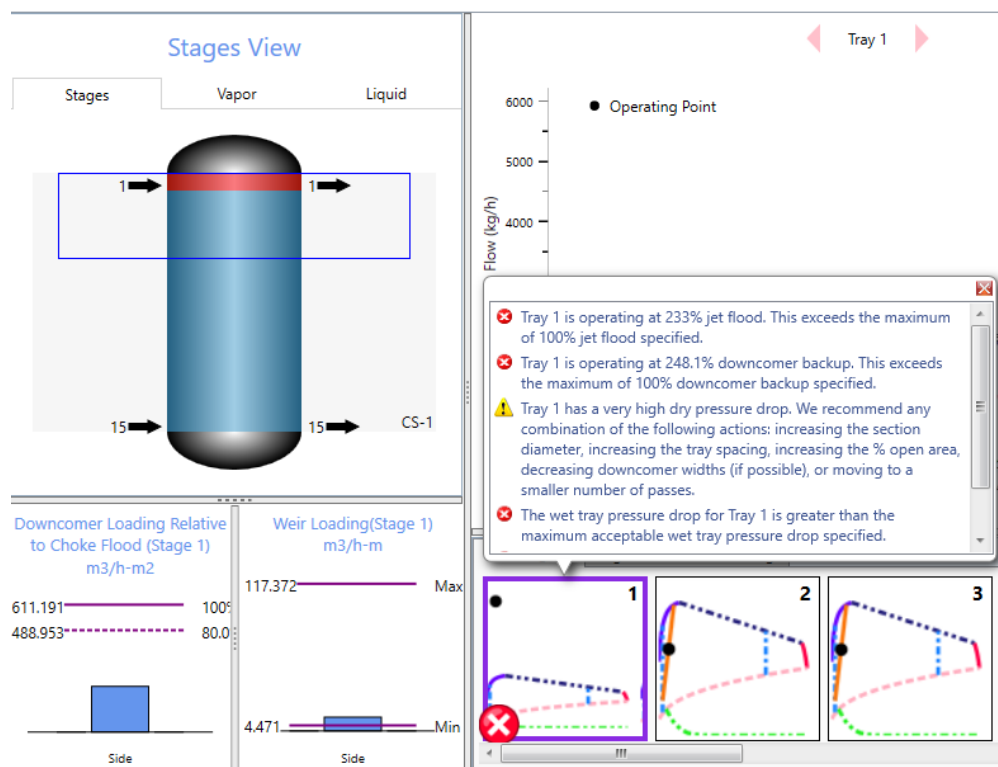 Stages View
Stages
Vapor
Liquid
1
1
15
15
CS-1
Downcomer Loading Relative
to Choke Flood (Stage 1)
m3/h-m2
611.191
100%
488.953
80.0
Side
Weir Loading(Stage 1)
m3/h-m
117.372
Max
4.471
Min
Side
Tray 1
6000
5000
4000
Flow (kg/h)
Operating Point
Tray 1 is operating at 233% jet flood. This exceeds the maximum
of 100% jet flood specified.
Tray 1 is operating at 248.1% downcomer backup. This exceeds
the maximum of 100% downcomer backup specified.
Tray 1 has a very high dry pressure drop. We recommend any
combination of the following actions: increasing the section
diameter, increasing the tray spacing, increasing the % open area,
decreasing downcomer widths (if possible), or moving to a
smaller number of passes.
The wet tray pressure drop for Tray 1 is greater than the
maximum acceptable wet tray pressure drop specified.
1
2
3